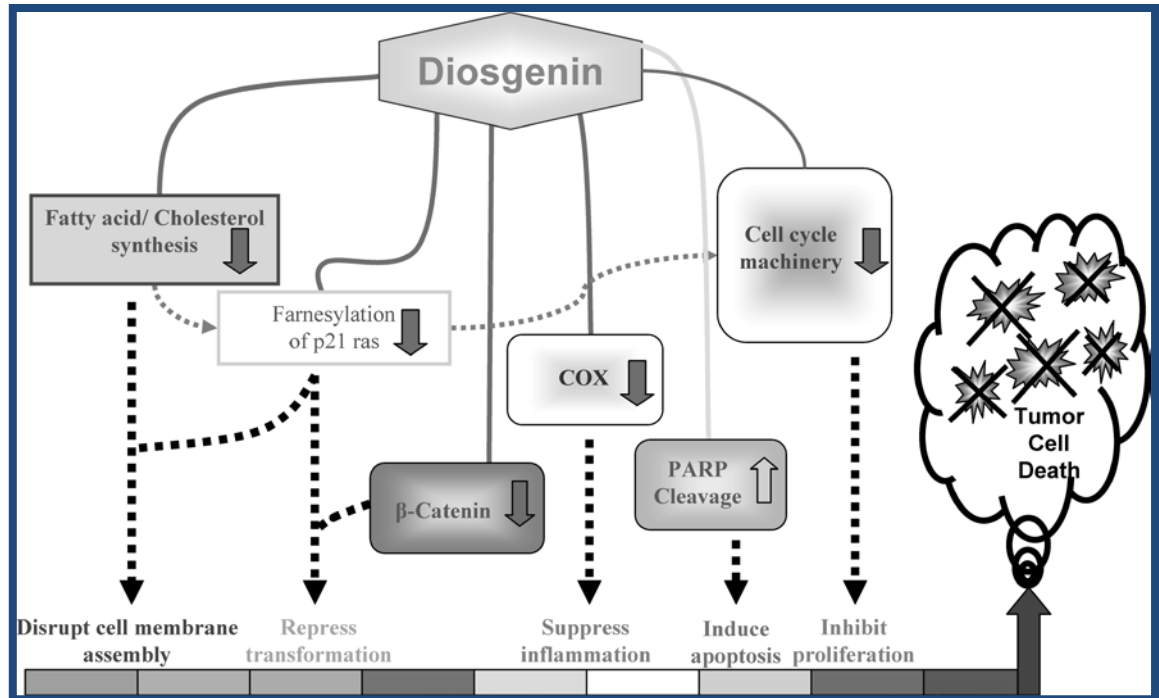 Diosgenin
Fatty acid/ Cholesterol
synthesis
Cell cycle
machinery
Farnesylation
of p21 ras
COX
PARP
Cleavage
β-Catenin
Tumor
Cell
Death
Disrupt cell membrane
assembly
Repress
transformation
Suppress
inflammation
Induce
apoptosis
Inhibit
proliferation